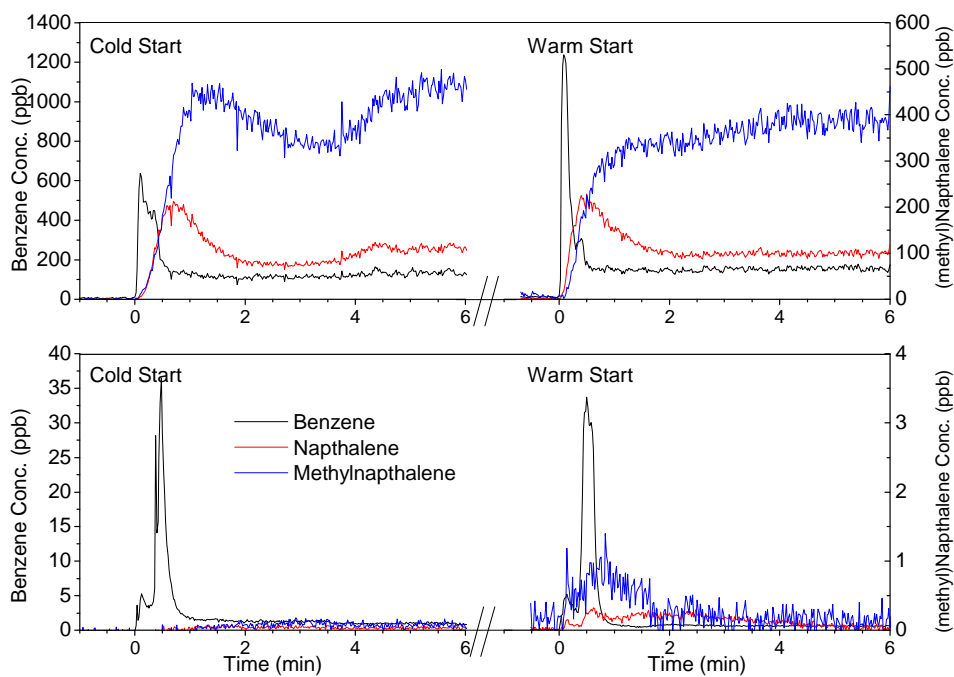 1400
1200
1000
800
600
400
200
0
Benzene Conc. (ppb)
Cold Start
Warm Start
600
500
400
300
200
100
0
(methyl)Napthalene Conc. (ppb)
0 2 4 6 0 2 4 6
40
35
30
25
20
15
10
5
0
Benzene Conc. (ppb)
Cold Start
Warm Start
Benzene
Napthalene
Methylnapthalene
4
3
2
1
0
(methyl)Napthalene Conc. (ppb)
0 2 4 6 0 2 4 6
Time (min) Time (min)